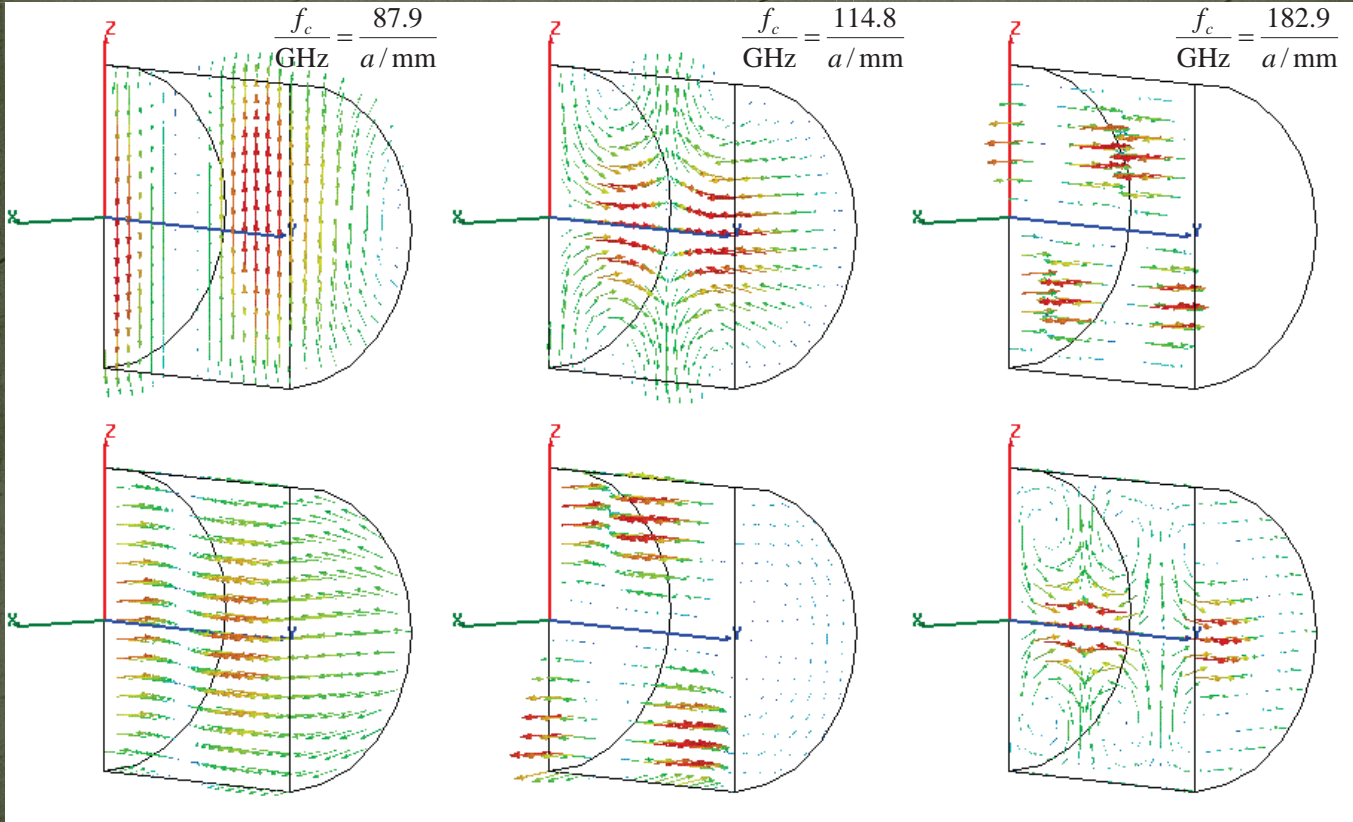 f_c/GHz = 87.9/a/mm
f_c/GHz = 114.8/a/mm
f_c/GHz = 182.9/a/mm
Z X Y
Z X Y
Z X Y
Z X Y
Z X Y
Z X Y